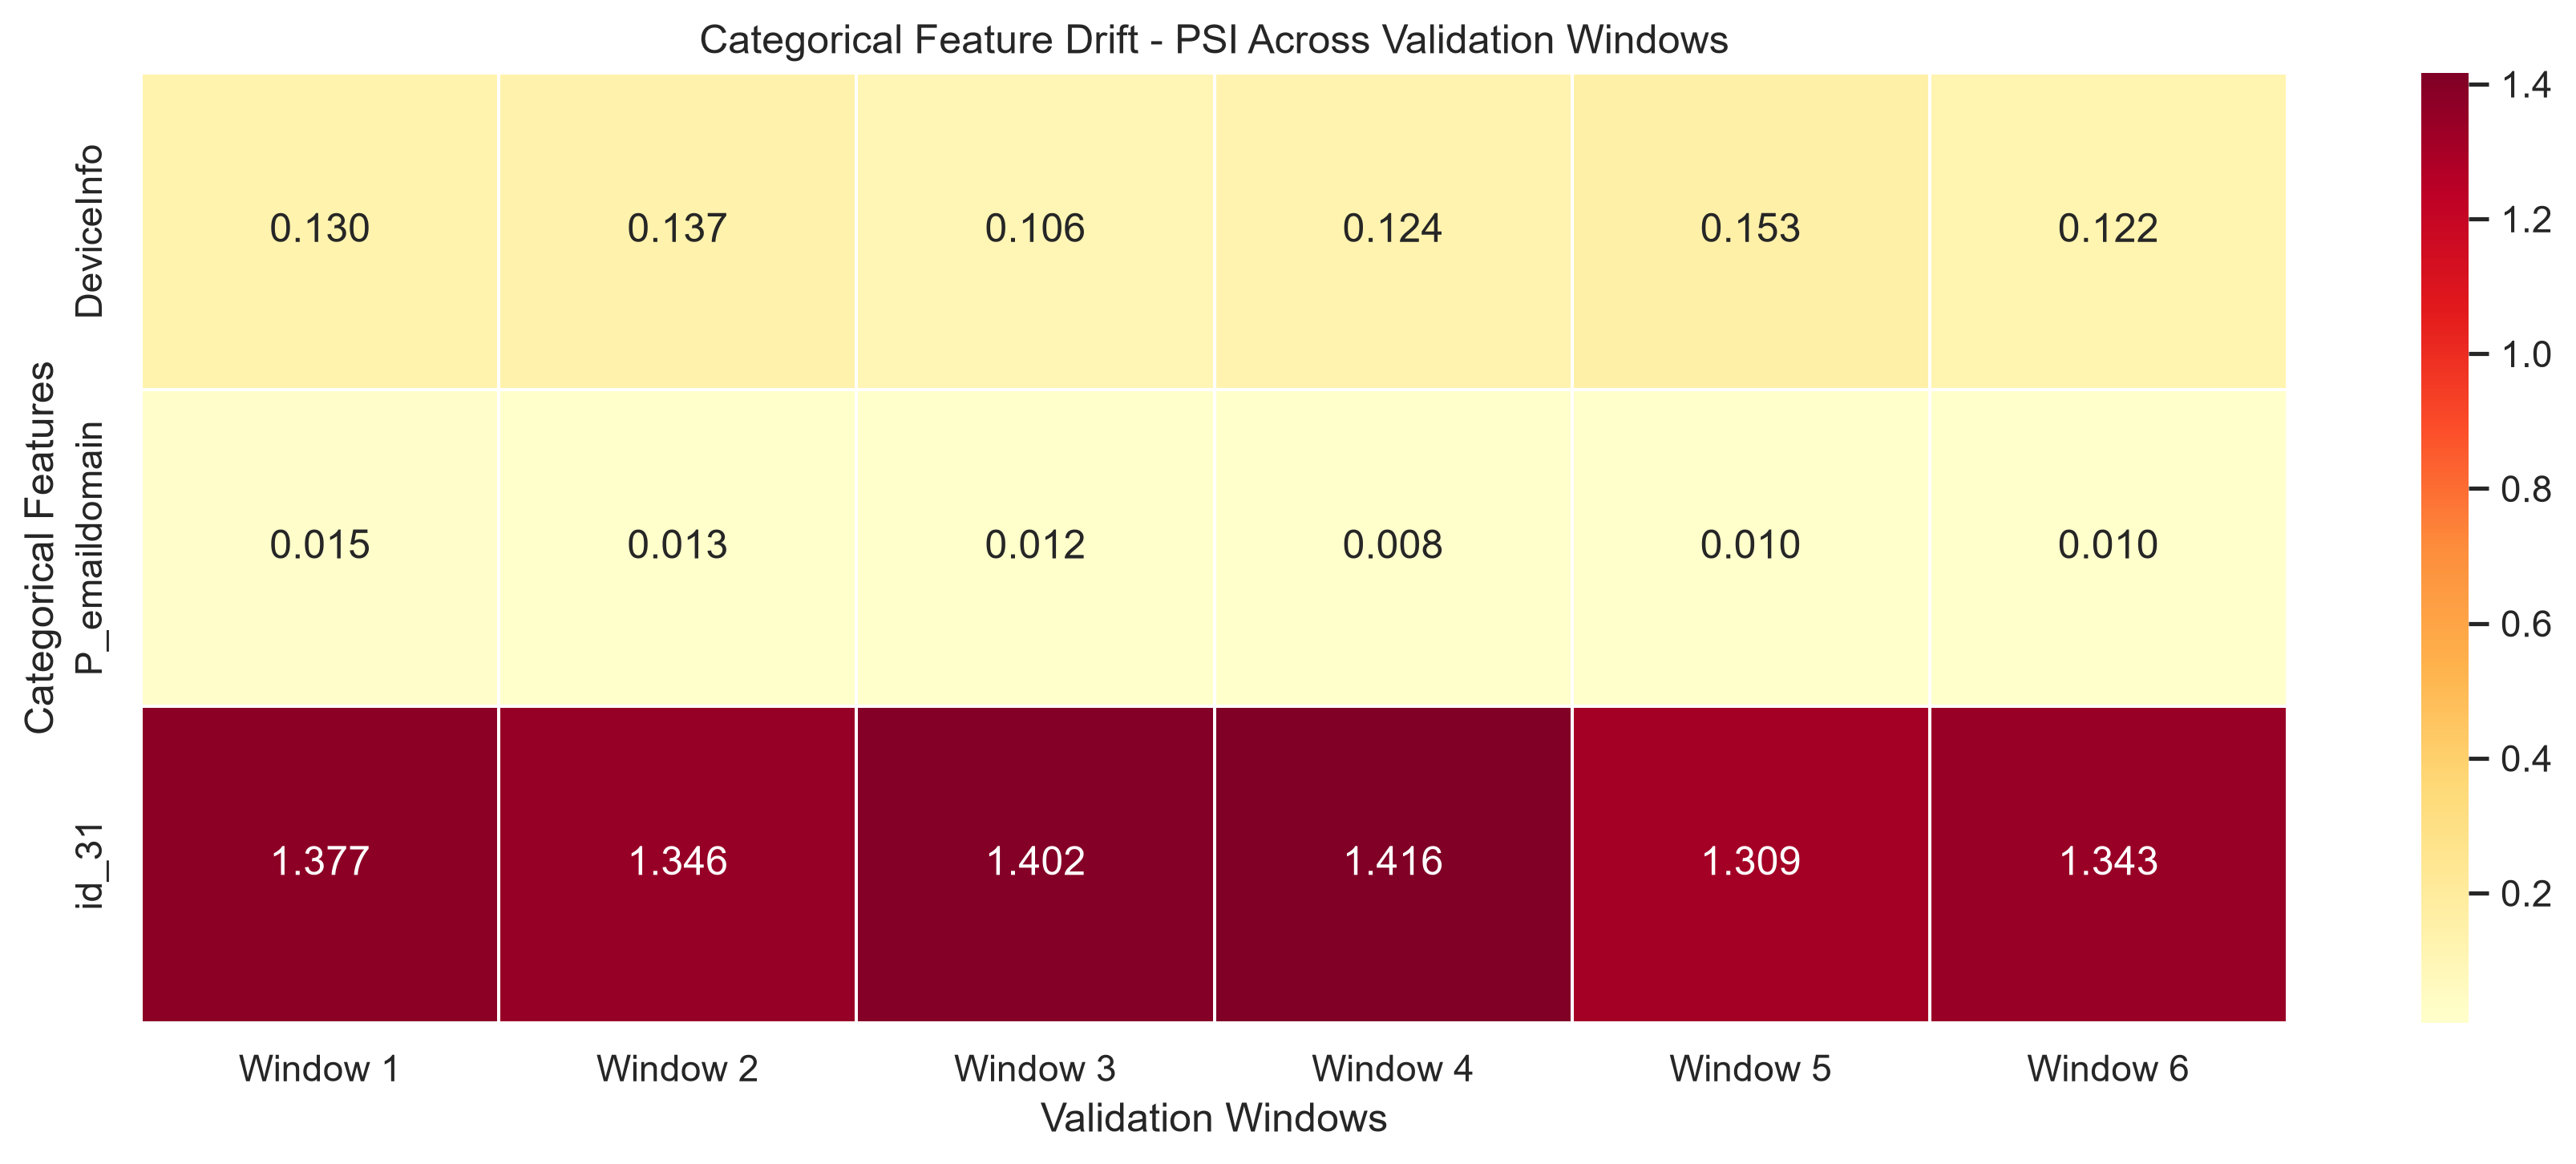 Categorical Feature Drift - PSI Across Validation Windows
Categorical Features
DeviceInfo
0.130 0.137 0.106 0.124 0.153 0.122
P_emaildomain
0.015 0.013 0.012 0.008 0.010 0.010
id_31
1.377 1.346 1.402 1.416 1.309 1.343
Window 1 Window 2 Window 3 Window 4 Window 5 Window 6
Validation Windows
1.4
1.2
1.0
0.8
0.6
0.4
0.2